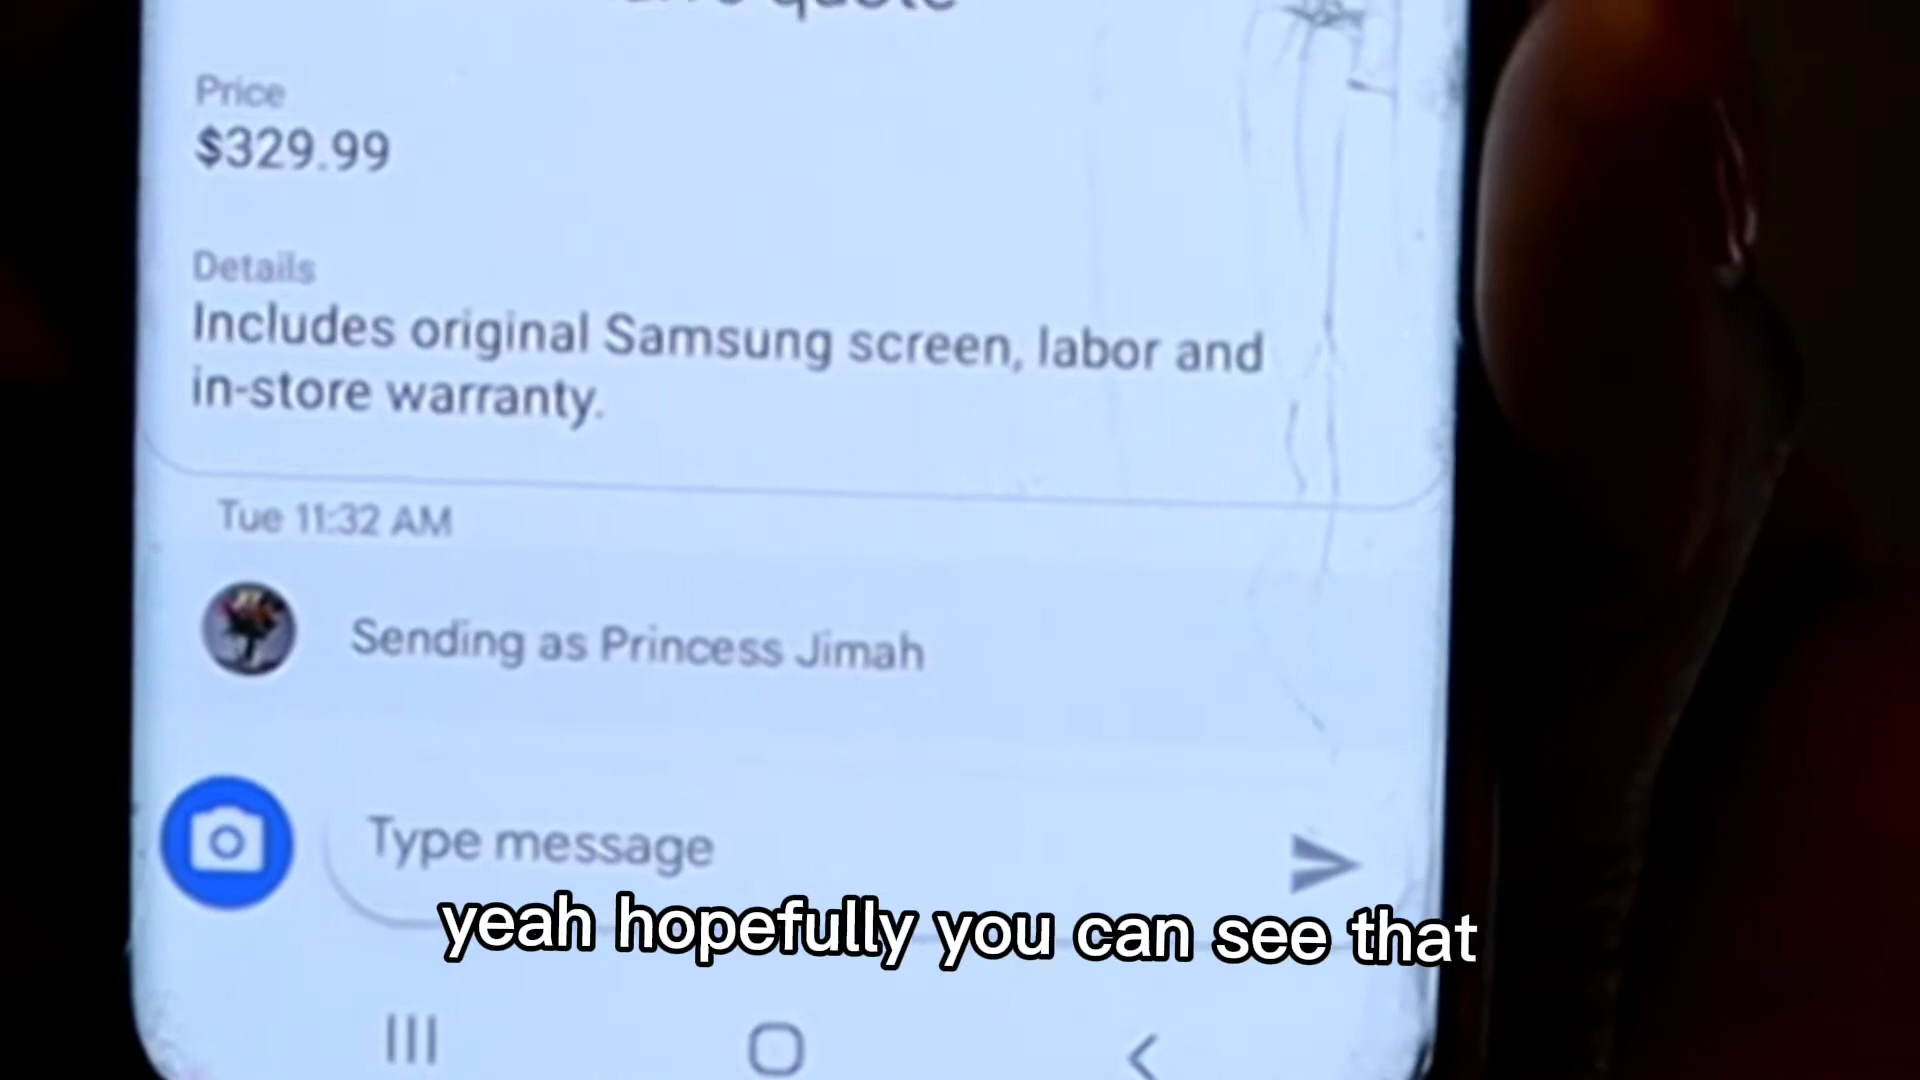 quote
Price
$329.99
Details
Includes original Samsung screen, labor and
in-store warranty.
Tue 11:32 AM
Sending as Princess Jimah
Type message
yeah hopefully you can see that